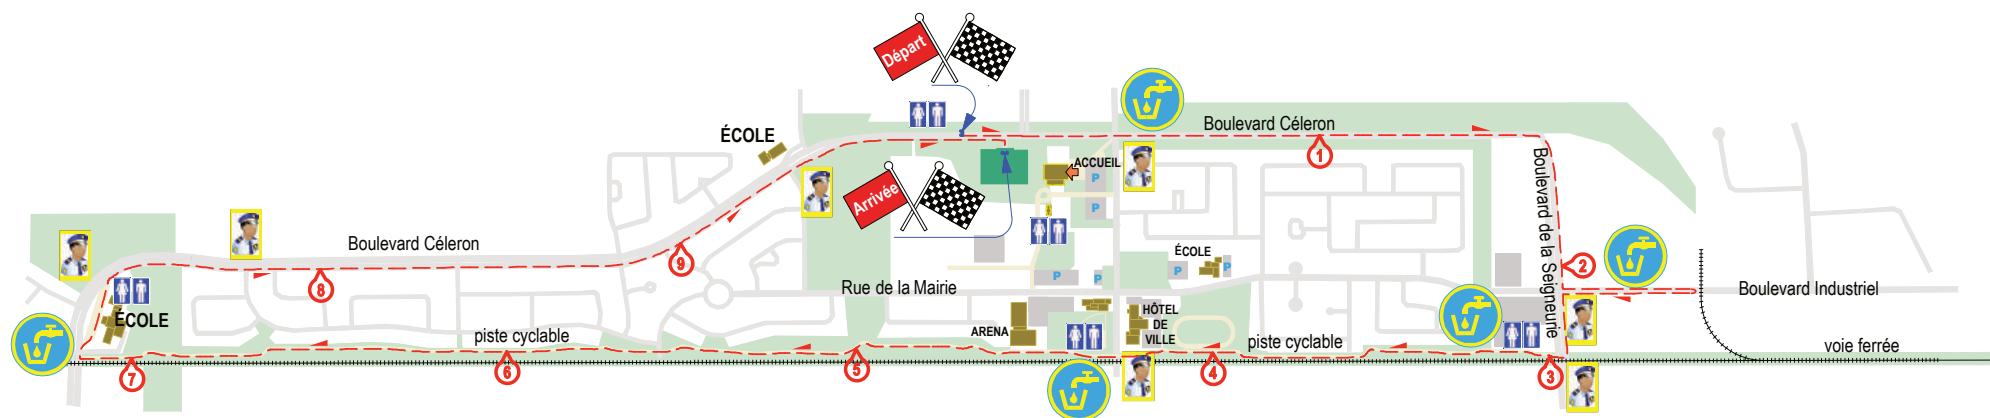 Départ
ÉCOLE
Boulevard Céleron
1
ACCUEIL
P
P
Arrivée
Boulevard de la Seigneurie
Boulevard Céleron
9
8
ÉCOLE
P
P
P
P
2
Rue de la Mairie
Boulevard Industriel
ÉCOLE
ARENA
HÔTEL
DE
VILLE
piste cyclable
piste cyclable
voie ferrée
7
6
5
4
3